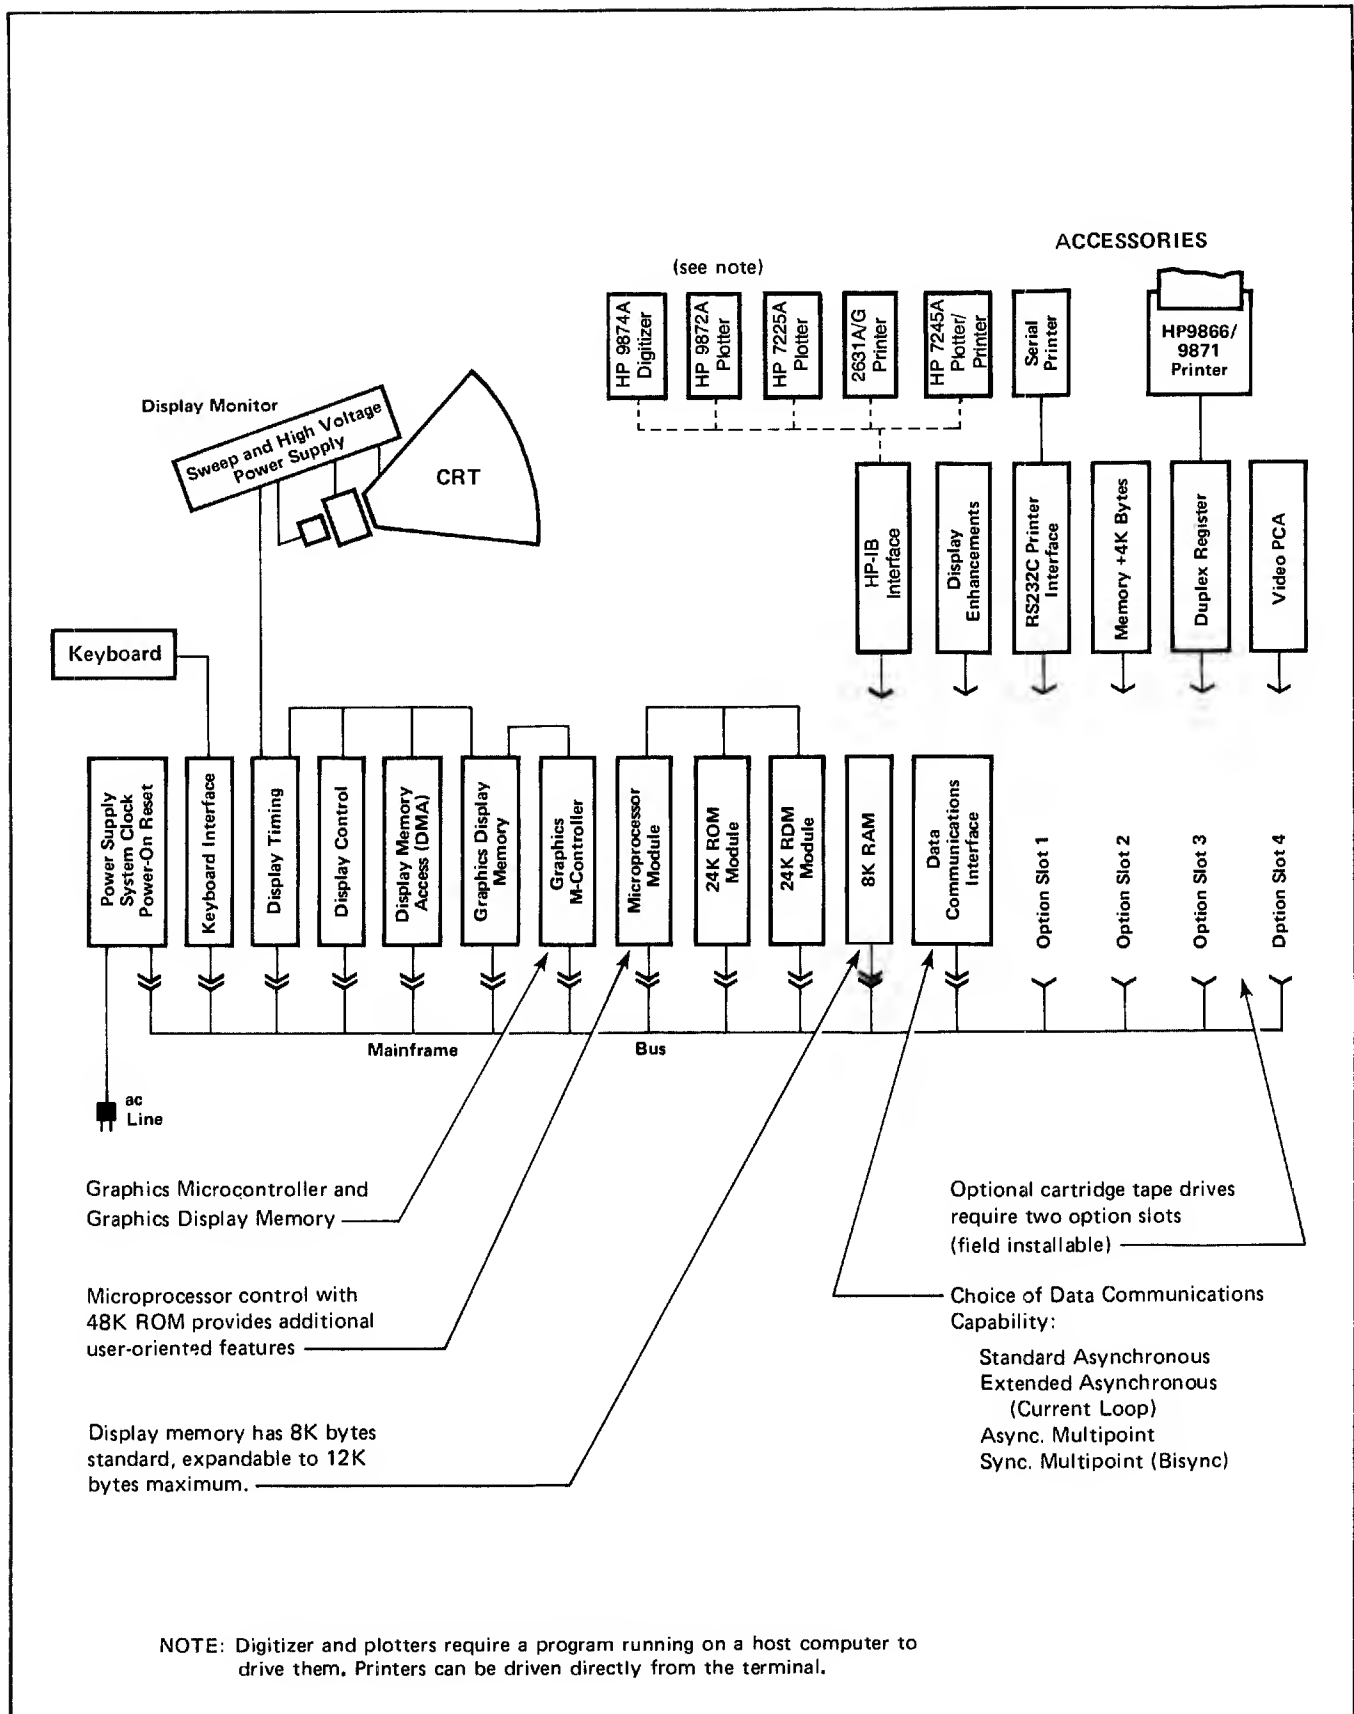 ACCESSORIES
(see note)
HP 9874A
Digitizer
HP 9872A
Plotter
HP 7225A
Plotter
2631A/G
Printer
HP 7245A
Plotter/
Printer
Serial
Printer
HP9866/
9871
Printer
Display Monitor
Sweep and High Voltage
Power Supply
CRT
HP-IB
Interface
Display
Enhancements
RS232C Printer
Interface
Memory +4K Bytes
Duplex Register
Video PCA
Keyboard
Power Supply
System Clock
Power-On Reset
Keyboard Interface
Display Timing
Display Control
Display Memory
Access (DMA)
Graphics Display
Memory
Graphics
M-Controller
Microprocessor
Module
24K ROM
Module
24K RDM
Module
8K RAM
Data
Communications
Interface
Option Slot 1
Option Slot 2
Option Slot 3
Dption Slot 4
Mainframe Bus
ac
Line
Graphics Microcontroller and
Graphics Display Memory
Microprocessor control with
48K ROM provides additional
user-oriented features
Display memory has 8K bytes
standard, expandable to 12K
bytes maximum.
Optional cartridge tape drives
require two option slots
(field installable)
Choice of Data Communications
Capability:
Standard Asynchronous
Extended Asynchronous
(Current Loop)
Async. Multipoint
Sync. Multipoint (Bisync)
NOTE: Digitizer and plotters require a program running on a host computer to
drive them. Printers can be driven directly from the terminal.